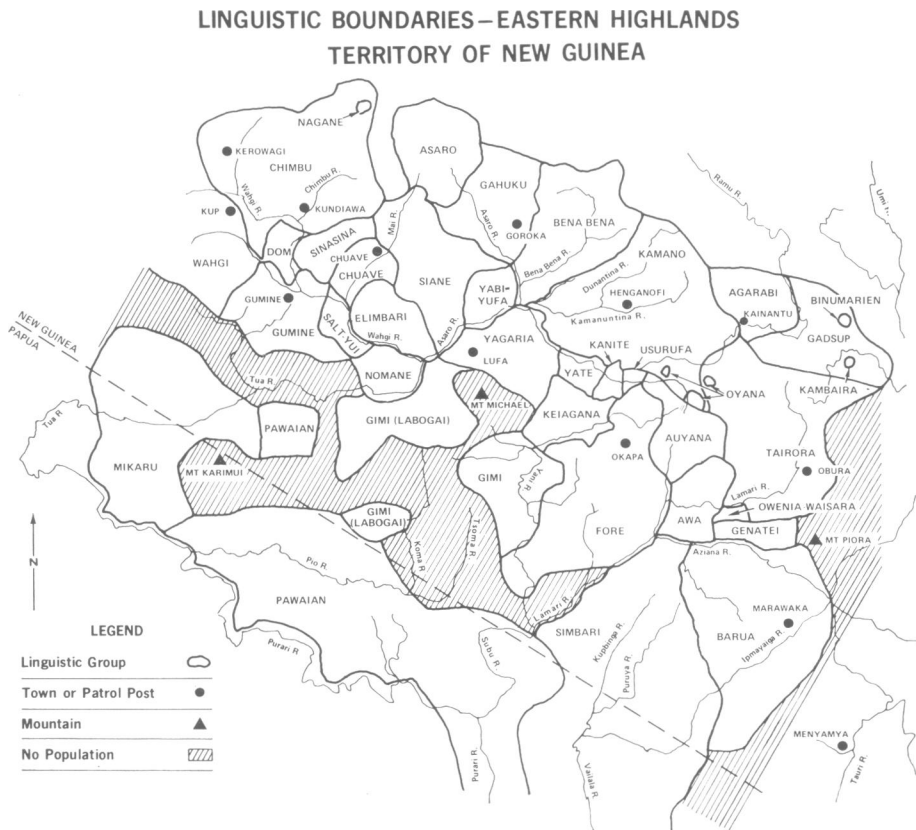 LINGUISTIC BOUNDARIES—EASTERN HIGHLANDS
TERRITORY OF NEW GUINEA
NAGANE
KEROWAGI
CHIMBU
Chimbu R.
Wahgi R.
KUP
KUNDIAWA
ASARO
GAHUKU
Asaro R.
GOROKA
BENA BENA
Bena Bena R.
Ramu R.
Umi R.
Mai R.
DOM
SINASINA
CHUAVE
CHUAVE
SIANE
WAHGI
GUMINE
GUMINE
SALT-YUI
ELIMBARI
Wahgi R.
Asaro R.
YABI-
YUFA
KAMANO
Dunantina R.
HENGANOFI
Kamanuntina R.
AGARABI
KAINANTU
BINUMARIEN
GADSUP
NEW GUINEA
PAPUA
YAGARIA
LUFA
KANITE
USURUFA
YATE
OYANA
KAMBAIRA
NOMANE
Tua R.
Tua R.
MT MICHAEL
KEIAGANA
PAWAIAN
GIMI (LABOGAI)
AUYANA
OKAPA
TAIRORA
OBURA
MIKARU
MT KARIMUI
GIMI
Yani R.
Lamari R.
OWENIA WAISARA
GIMI
(LABOGAI)
FORE
AWA
GENATEI
MT PIORA
Aziana R.
Koma R.
Tsoma R.
N
Pio R.
PAWAIAN
Lamari R.
SIMBARI
MARAWAKA
BARUA
Ipmayaiga R.
Kupbinga R.
Puruya R.
Purari R.
Subu R.
Purari R.
Vailala R.
MENYAMYA
Tauri R.
LEGEND
Linguistic Group
Town or Patrol Post
Mountain
No Population